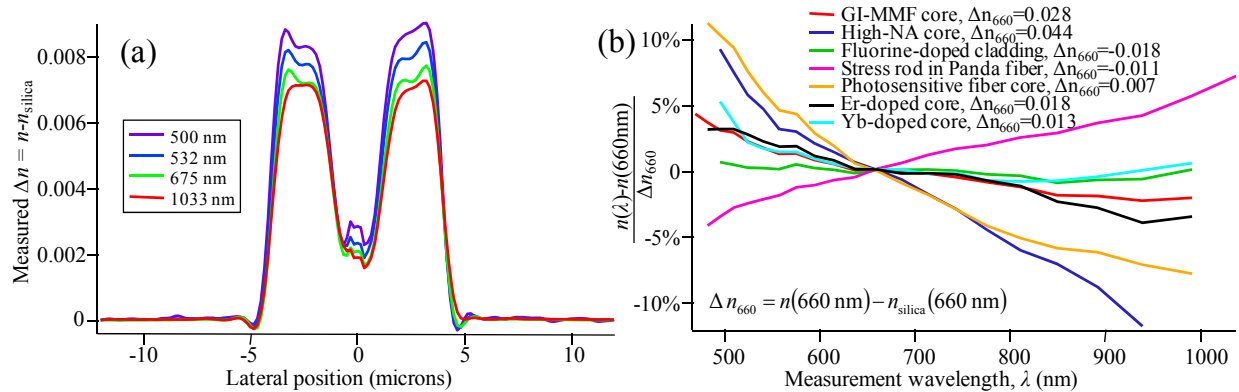 (a)
0.008
0.006
0.004
0.002
0
Measured Δn = n-nsilica
500 nm
532 nm
675 nm
1033 nm
-10
-5
0
5
10
Lateral position (microns)
(b)
10%
5%
0
-5%
-10%
n(λ)-n(660nm)
Δn660
GI-MMF core, Δn660=0.028
High-NA core, Δn660=0.044
Fluorine-doped cladding, Δn660=-0.018
Stress rod in Panda fiber, Δn660=-0.011
Photosensitive fiber core, Δn660=0.007
Er-doped core, Δn660=0.018
Yb-doped core, Δn660=0.013
Δn660 = n(660 nm) − nsilica(660 nm)
500
600
700
800
900
1000
Measurement wavelength, λ (nm)